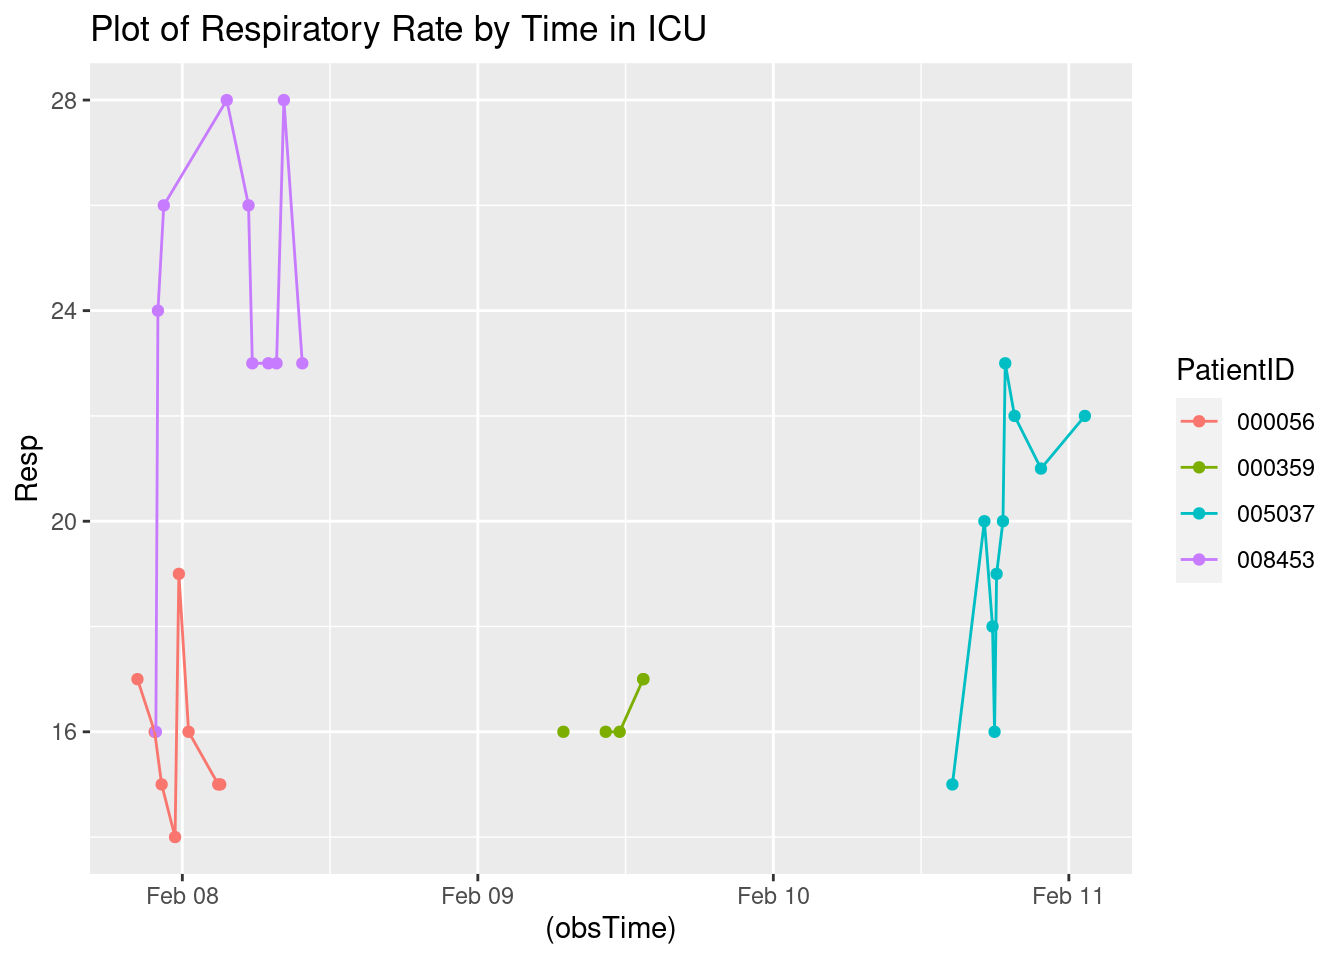 Plot of Respiratory Rate by Time in ICU
28
24
20
16
Resp
Feb 08
Feb 09
Feb 10
Feb 11
(obsTime)
PatientID
000056
000359
005037
008453